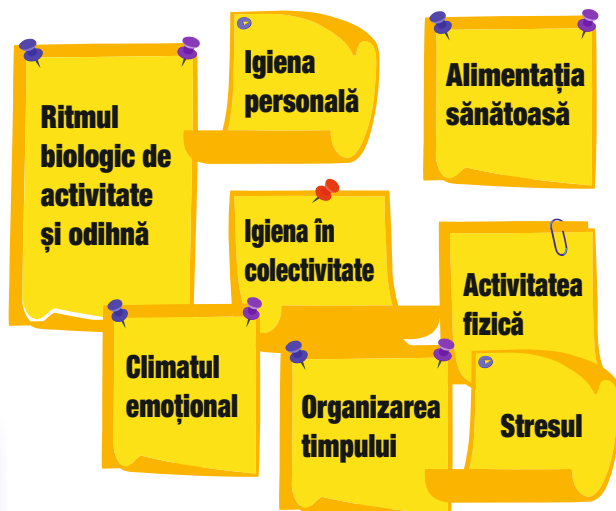 Ritmul
biologic de
activitate
și odihnă
Igiena
personală
Alimentația
sănătoasă
Igiena în
colectivitate
Activitatea
fizică
Climatul
emoțional
Organizarea
timpului
Stresul